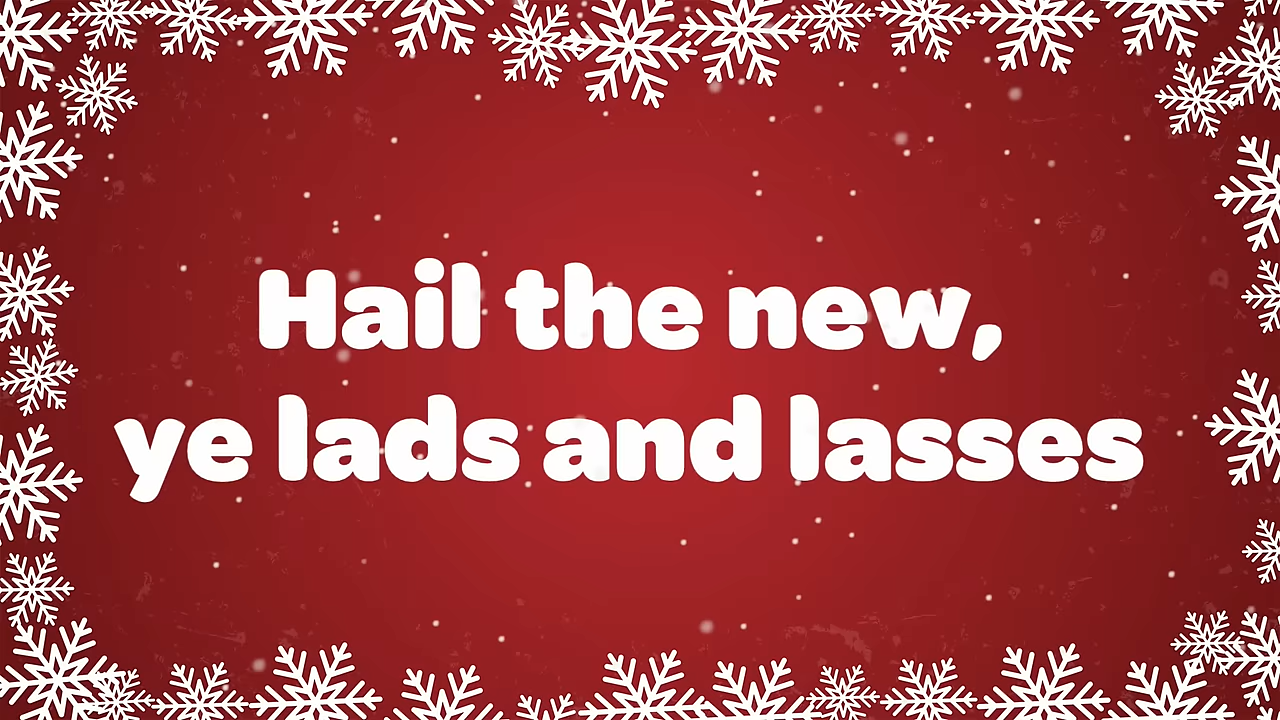 Hail the new,
ye lads and lasses